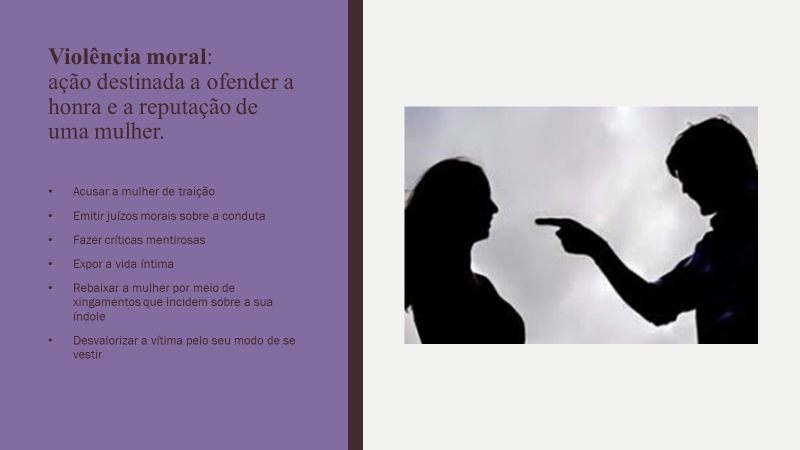 Violência moral:
ação destinada a ofender a
honra e a reputação de
uma mulher.
• Acusar a mulher de traição
• Emitir juízos morais sobre a conduta
• Fazer críticas mentirosas
• Expor a vida íntima
• Rebaixar a mulher por meio de
xingamentos que incidem sobre a sua
índole
• Desvalorizar a vítima pelo seu modo de se
vestir